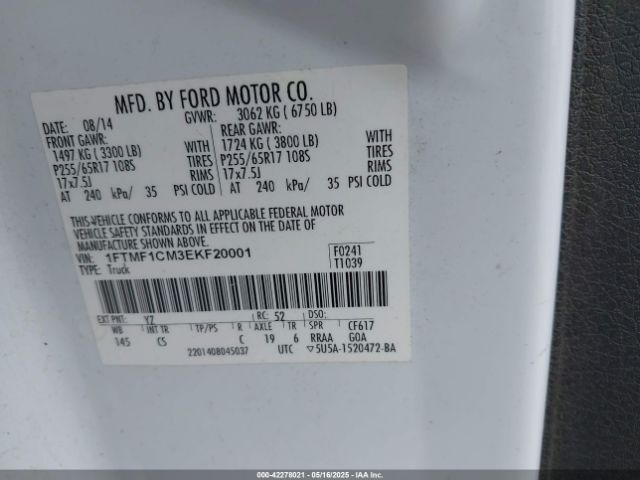 MFD. BY FORD MOTOR CO.
DATE: 08/14 GVWR: 3062 KG ( 6750 LB)
FRONT GAWR: REAR GAWR:
1497 KG ( 3300 LB) WITH 1724 KG ( 3800 LB) WITH
P255/65R17 108S TIRES P255/65R17 108S TIRES
17x7.5J RIMS 17x7.5J RIMS
AT 240 kPa/ 35 PSI COLD AT 240 kPa/ 35 PSI COLD
THIS VEHICLE CONFORMS TO ALL APPLICABLE FEDERAL MOTOR
VEHICLE SAFETY STANDARDS IN EFFECT ON THE DATE OF
MANUFACTURE SHOWN ABOVE.
VIN: 1FTMF1CM3EKF20001 F0241
TYPE: Truck T1039
EXT PNT: YZ RC: 52 DSO:
WB INT TR TP/PS R AXLE TR SPR CF617
145 CS C 19 6 RRAA GOA
2201408045037 UTC ▽5U5A-1520472-BA
000-42278021 - 05/16/2025 - IAA Inc.